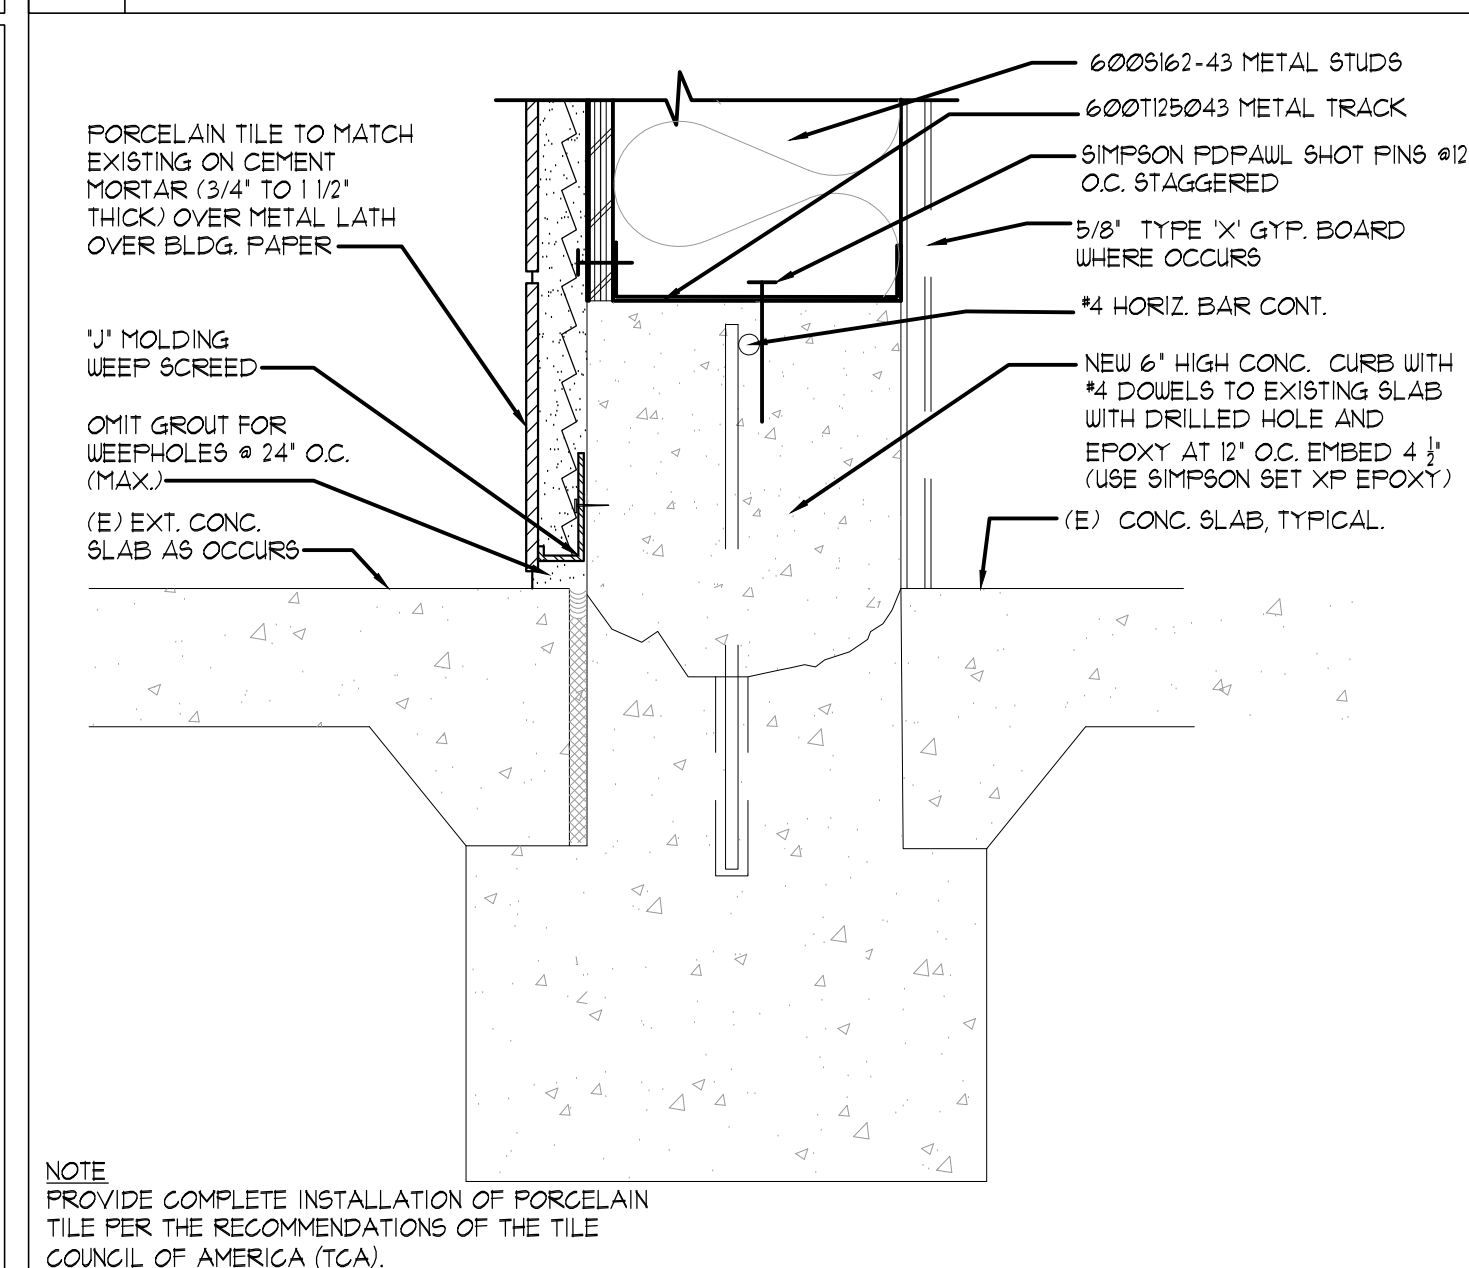 PORCELAIN TILE TO MATCH
EXISTING ON CEMENT
MORTAR (3/4" TO 1 1/2"
THICK) OVER METAL LATH
OVER BLDG. PAPER
"J" MOLDING
WEEP SCREED
OMIT GROUT FOR
WEEPHOLES @ 24" O.C.
(MAX.)
(E) EXT. CONC.
SLAB AS OCCURS
600S162-43 METAL STUDS
600T125043 METAL TRACK
SIMPSON PDPAWL SHOT PINS @12
O.C. STAGGERED
5/8" TYPE 'X' GYP. BOARD
WHERE OCCURS
#4 HORIZ. BAR CONT.
NEW 6" HIGH CONC. CURB WITH
#4 DOWELS TO EXISTING SLAB
WITH DRILLED HOLE AND
EPOXY AT 12" O.C. EMBED 4 1/2"
(USE SIMPSON SET XP EPOXY)
(E) CONC. SLAB, TYPICAL.
NOTE
PROVIDE COMPLETE INSTALLATION OF PORCELAIN
TILE PER THE RECOMMENDATIONS OF THE TILE
COUNCIL OF AMERICA (TCA).